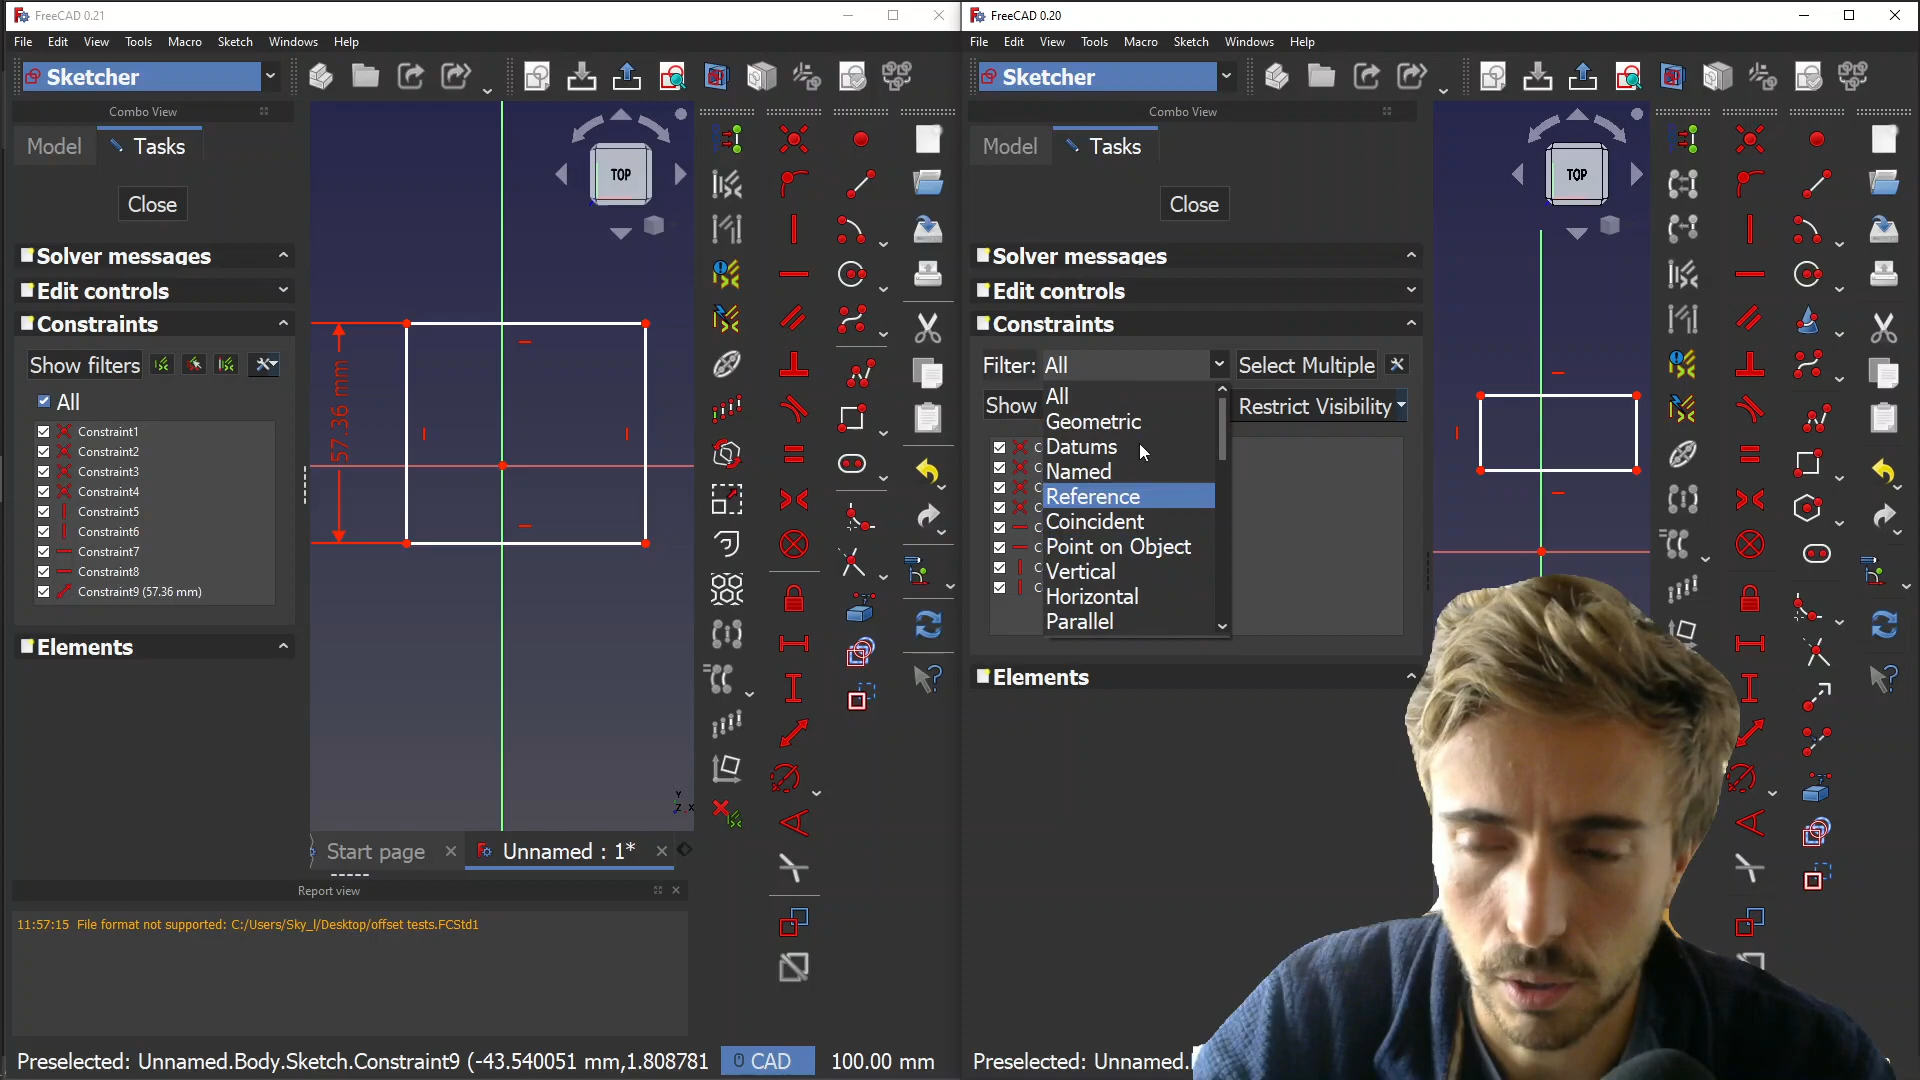 FreeCAD 0.21
File Edit View Tools Macro Sketch Windows Help
Sketcher
Combo View
Model Tasks
Close
Solver messages
Edit controls
Constraints
Show filters
All
Constraint1
Constraint2
Constraint3
Constraint4
Constraint5
Constraint6
Constraint7
Constraint8
Constraint9 (57.36 mm)
Elements
57.36 mm
TOP
Y
Z X
Start page Unnamed : 1*
Report view
11:57:15 File format not supported: C:/Users/Sky_l/Desktop/offset tests.FCStd1
Preselected: Unnamed.Body.Sketch.Constraint9 (-43.540051 mm,1.808781 CAD 100.00 mm
FreeCAD 0.20
File Edit View Tools Macro Sketch Windows Help
Sketcher
Combo View
Model Tasks
Close
Solver messages
Edit controls
Constraints
Filter: All Select Multiple
Show Restrict Visibility
All
Geometric
Datums
Named
Reference
Coincident
Point on Object
Vertical
Horizontal
Parallel
Elements
TOP
Preselected: Unnamed.